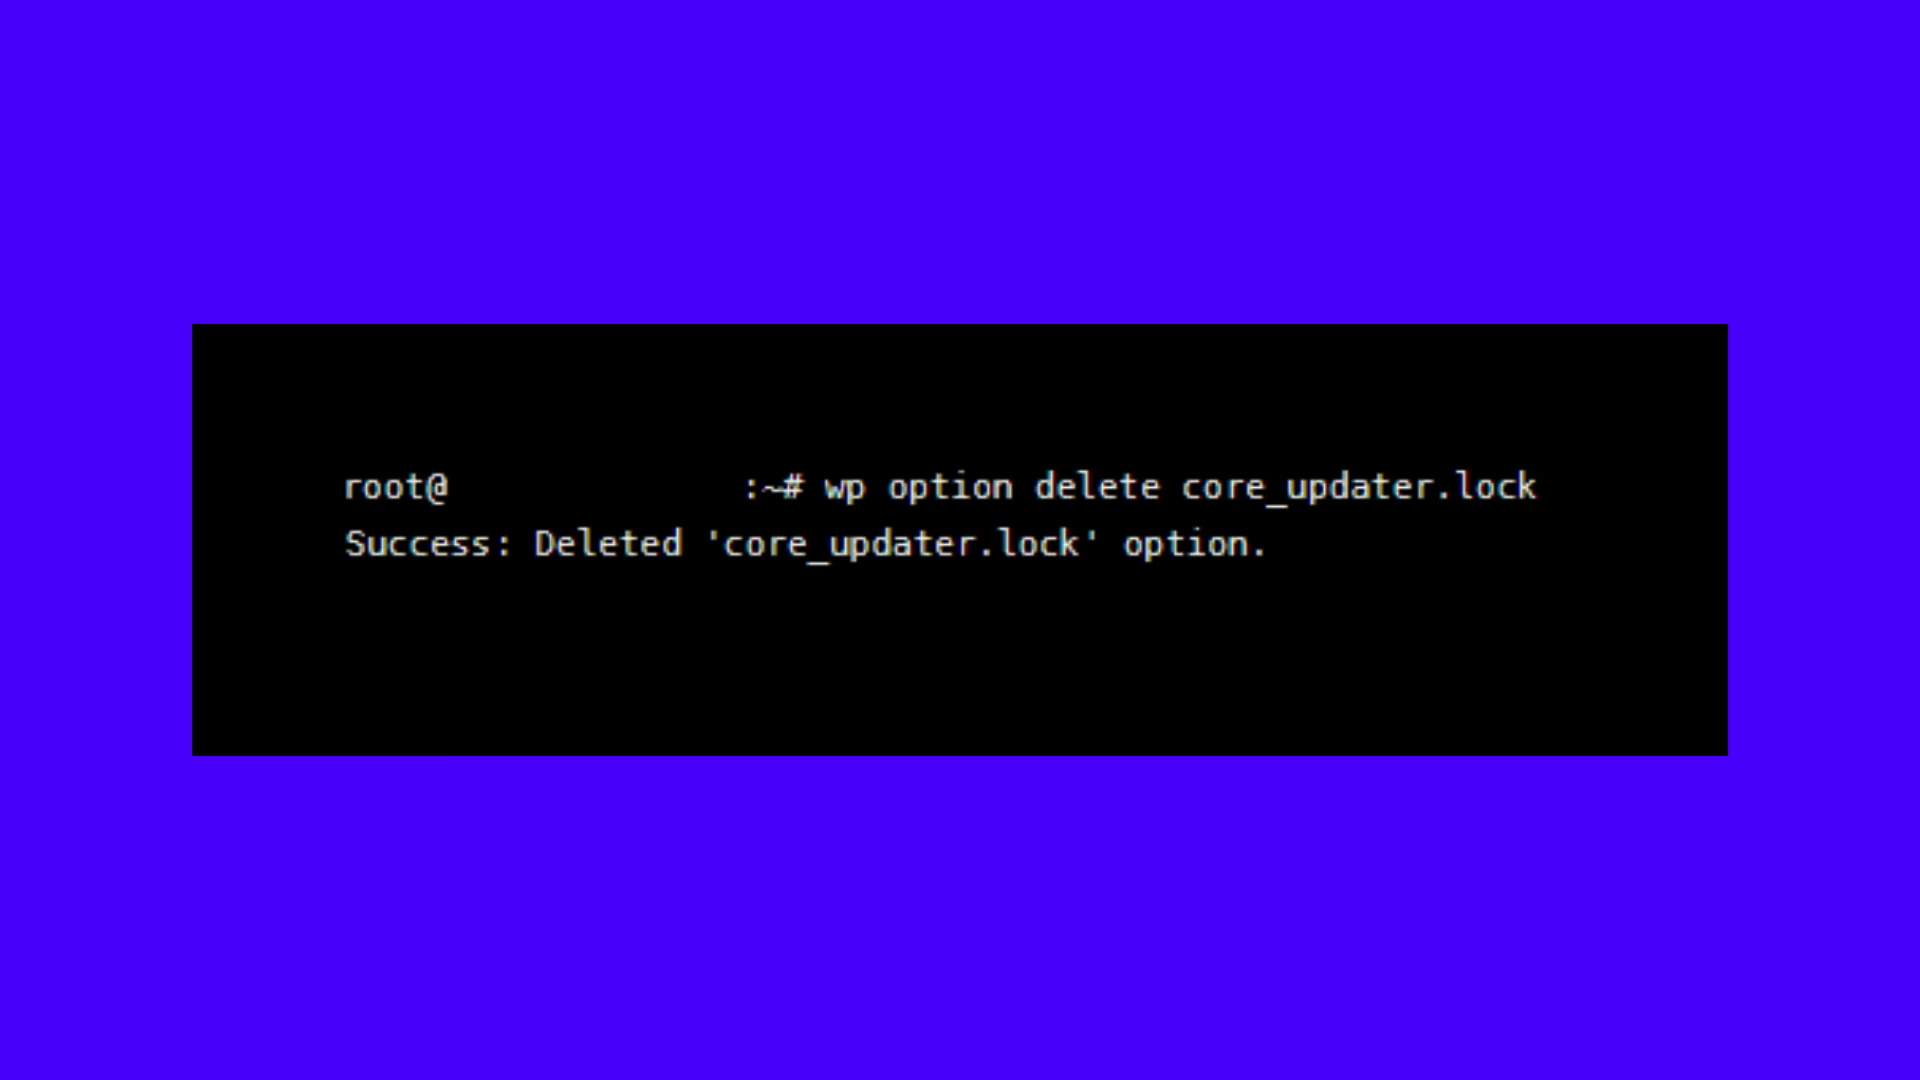 root@ :~# wp option delete core_updater.lock
Success: Deleted 'core_updater.lock' option.